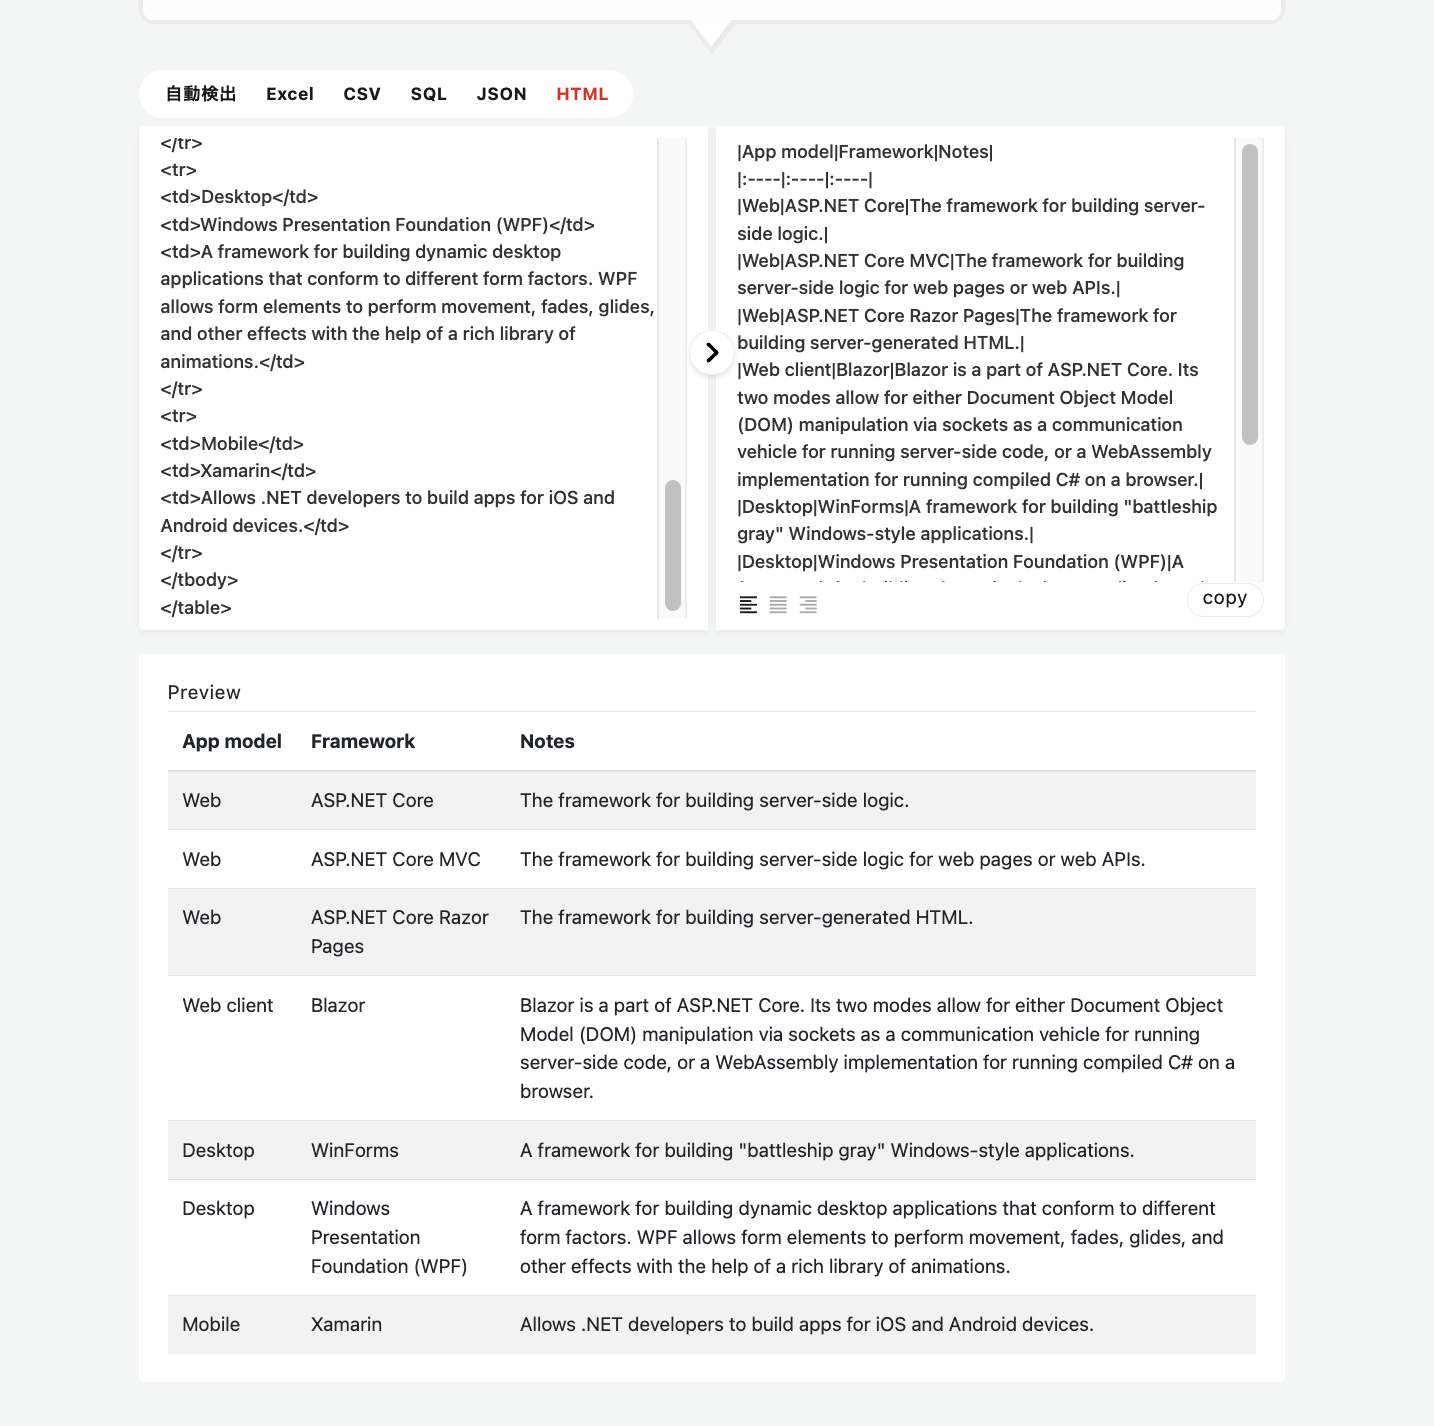 自動検出 Excel CSV SQL JSON HTML
</tr>
<tr>
<td>Desktop</td>
<td>Windows Presentation Foundation (WPF)</td>
<td>A framework for building dynamic desktop
applications that conform to different form factors. WPF
allows form elements to perform movement, fades, glides,
and other effects with the help of a rich library of
animations.</td>
</tr>
<tr>
<td>Mobile</td>
<td>Xamarin</td>
<td>Allows .NET developers to build apps for iOS and
Android devices.</td>
</tr>
</tbody>
</table>
|App model|Framework|Notes|
|:----|:----|:----|
|Web|ASP.NET Core|The framework for building server-
side logic.|
|Web|ASP.NET Core MVC|The framework for building
server-side logic for web pages or web APIs.|
|Web|ASP.NET Core Razor Pages|The framework for
building server-generated HTML.|
|Web client|Blazor|Blazor is a part of ASP.NET Core. Its
two modes allow for either Document Object Model
(DOM) manipulation via sockets as a communication
vehicle for running server-side code, or a WebAssembly
implementation for running compiled C# on a browser.|
|Desktop|WinForms|A framework for building "battleship
gray" Windows-style applications.|
|Desktop|Windows Presentation Foundation (WPF)|A
copy
Preview
App model Framework Notes
Web ASP.NET Core The framework for building server-side logic.
Web ASP.NET Core MVC The framework for building server-side logic for web pages or web APIs.
Web ASP.NET Core Razor The framework for building server-generated HTML.
Pages
Web client Blazor Blazor is a part of ASP.NET Core. Its two modes allow for either Document Object
Model (DOM) manipulation via sockets as a communication vehicle for running
server-side code, or a WebAssembly implementation for running compiled C# on a
browser.
Desktop WinForms A framework for building "battleship gray" Windows-style applications.
Desktop Windows A framework for building dynamic desktop applications that conform to different
Presentation form factors. WPF allows form elements to perform movement, fades, glides, and
Foundation (WPF) other effects with the help of a rich library of animations.
Mobile Xamarin Allows .NET developers to build apps for iOS and Android devices.